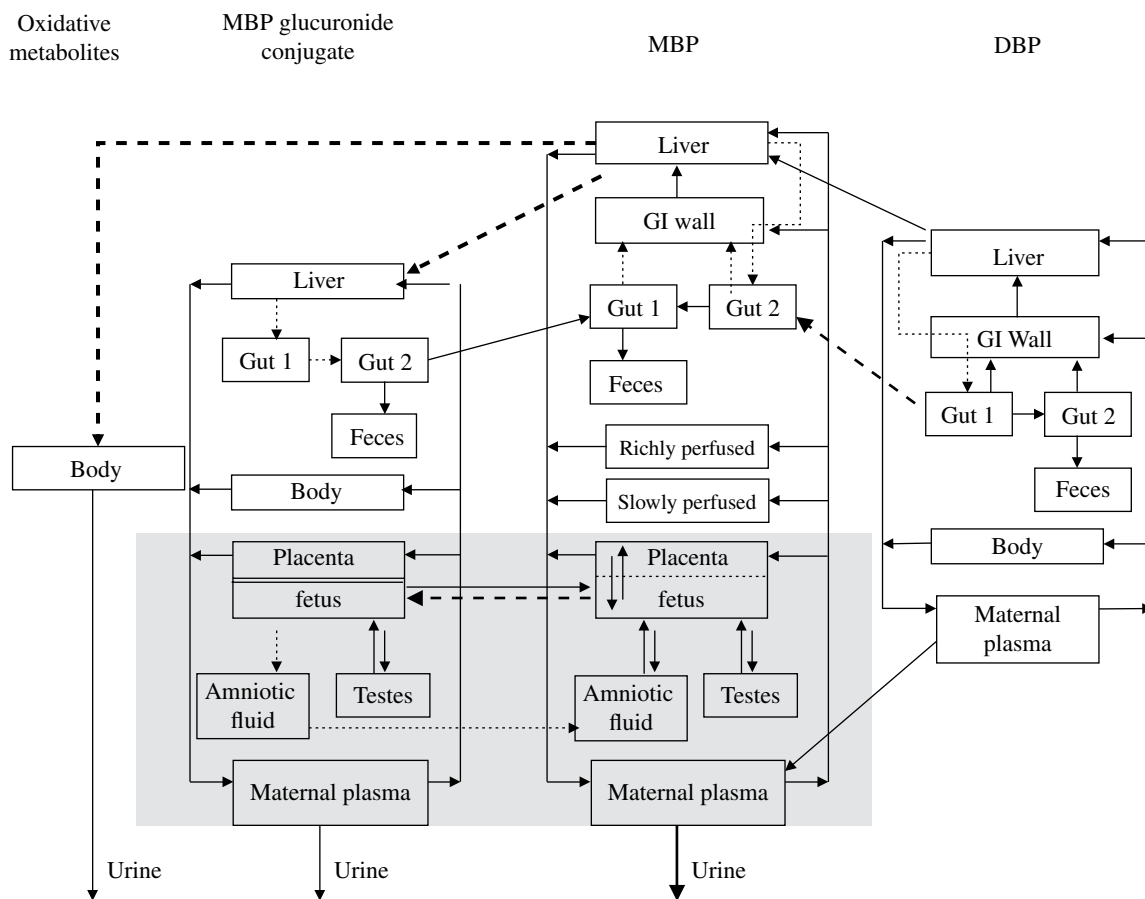 Oxidative
metabolites
MBP glucuronide
conjugate
MBP
DBP
Liver
GI wall
Gut 1
Gut 2
Feces
Liver
Gut 1
Gut 2
Feces
Liver
GI Wall
Gut 1
Gut 2
Feces
Body
Body
Richly perfused
Slowly perfused
Body
Placenta
fetus
Placenta
fetus
Maternal
plasma
Amniotic
fluid
Testes
Amniotic
fluid
Testes
Maternal plasma
Maternal plasma
Urine
Urine
Urine